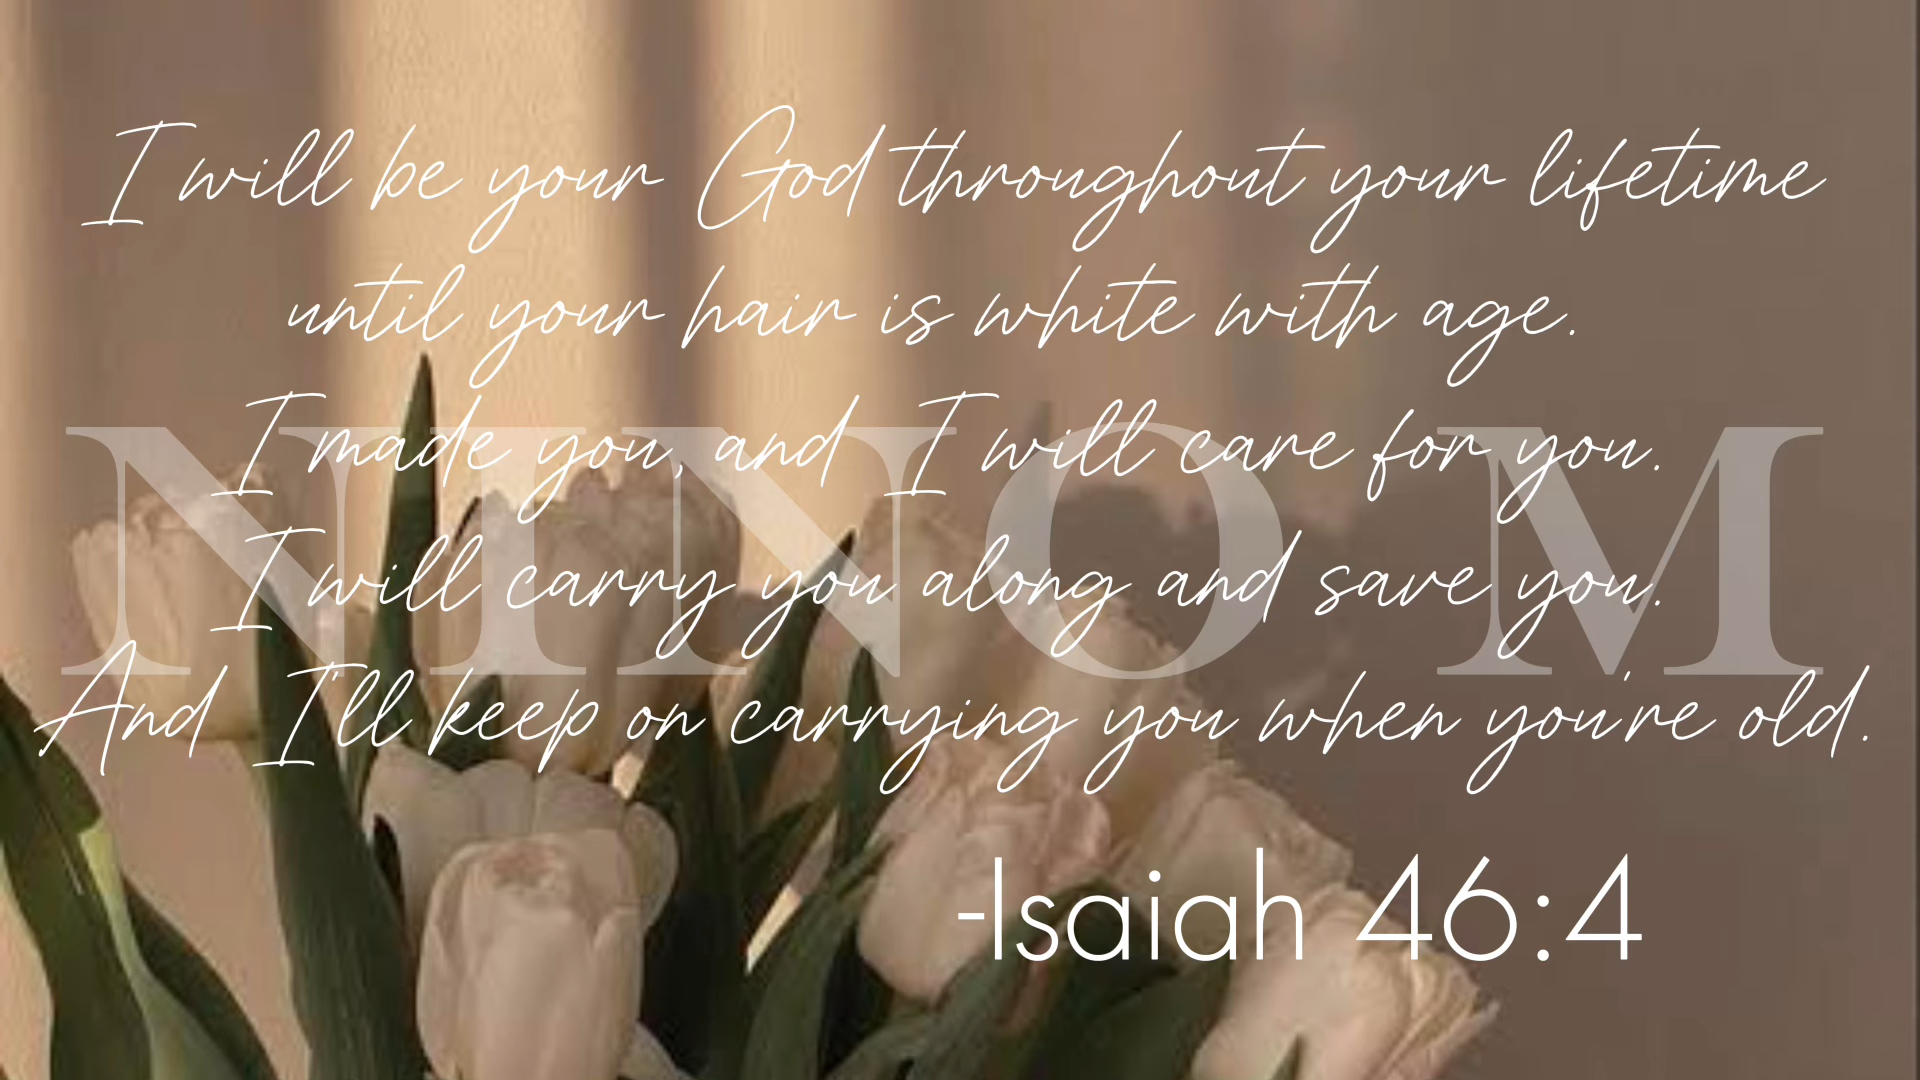 I will be your God throughout your lifetime
until your hair is white with age.
I made you, and I will care for you.
NINO M
I will carry you along and save you.
And I'll keep on carrying you when you're old.
-Isaiah 46:4